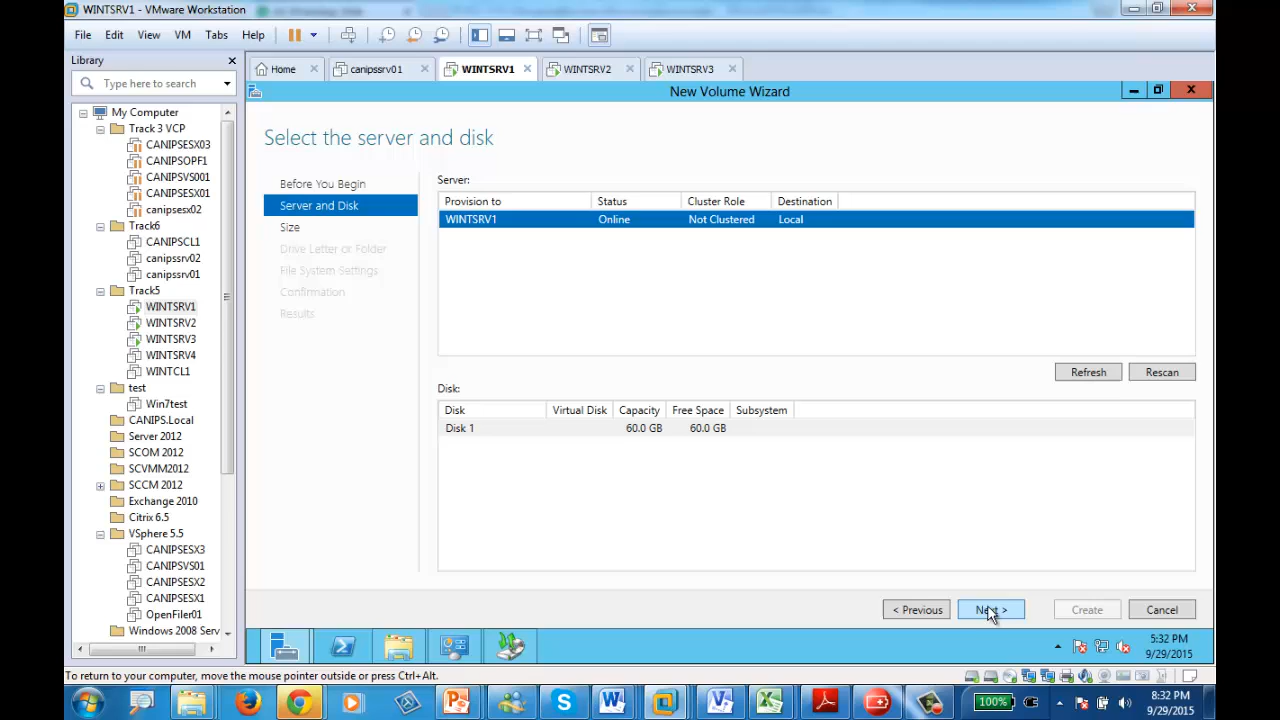 WINTSRV1 - VMware Workstation
File Edit View VM Tabs Help
Library
Type here to search
Home
canipssrv01
WINTSRV1
WINTSRV2
WINTSRV3
My Computer
Track 3 VCP
CANIPSESX03
CANIPSOPF1
CANIPSVS001
CANIPSESX01
canipsesx02
Track6
CANIPSCL1
canipssrv02
canipssrv01
Track5
WINTSRV1
WINTSRV2
WINTSRV3
WINTSRV4
WINTCL1
test
Win7test
CANIPS.Local
Server 2012
SCOM 2012
SCVMM2012
SCCM 2012
Exchange 2010
Citrix 6.5
VSphere 5.5
CANIPSESX3
CANIPSVS01
CANIPSESX2
CANIPSESX1
OpenFiler01
Windows 2008 Serv
New Volume Wizard
Select the server and disk
Before You Begin
Server and Disk
Size
Drive Letter or Folder
File System Settings
Confirmation
Results
Server:
Provision to Status Cluster Role Destination
WINTSRV1 Online Not Clustered Local
Refresh Rescan
Disk:
Disk Virtual Disk Capacity Free Space Subsystem
Disk 1 60.0 GB 60.0 GB
< Previous Next > Create Cancel
5:32 PM
9/29/2015
To return to your computer, move the mouse pointer outside or press Ctrl+Alt.
100%
8:32 PM
9/29/2015